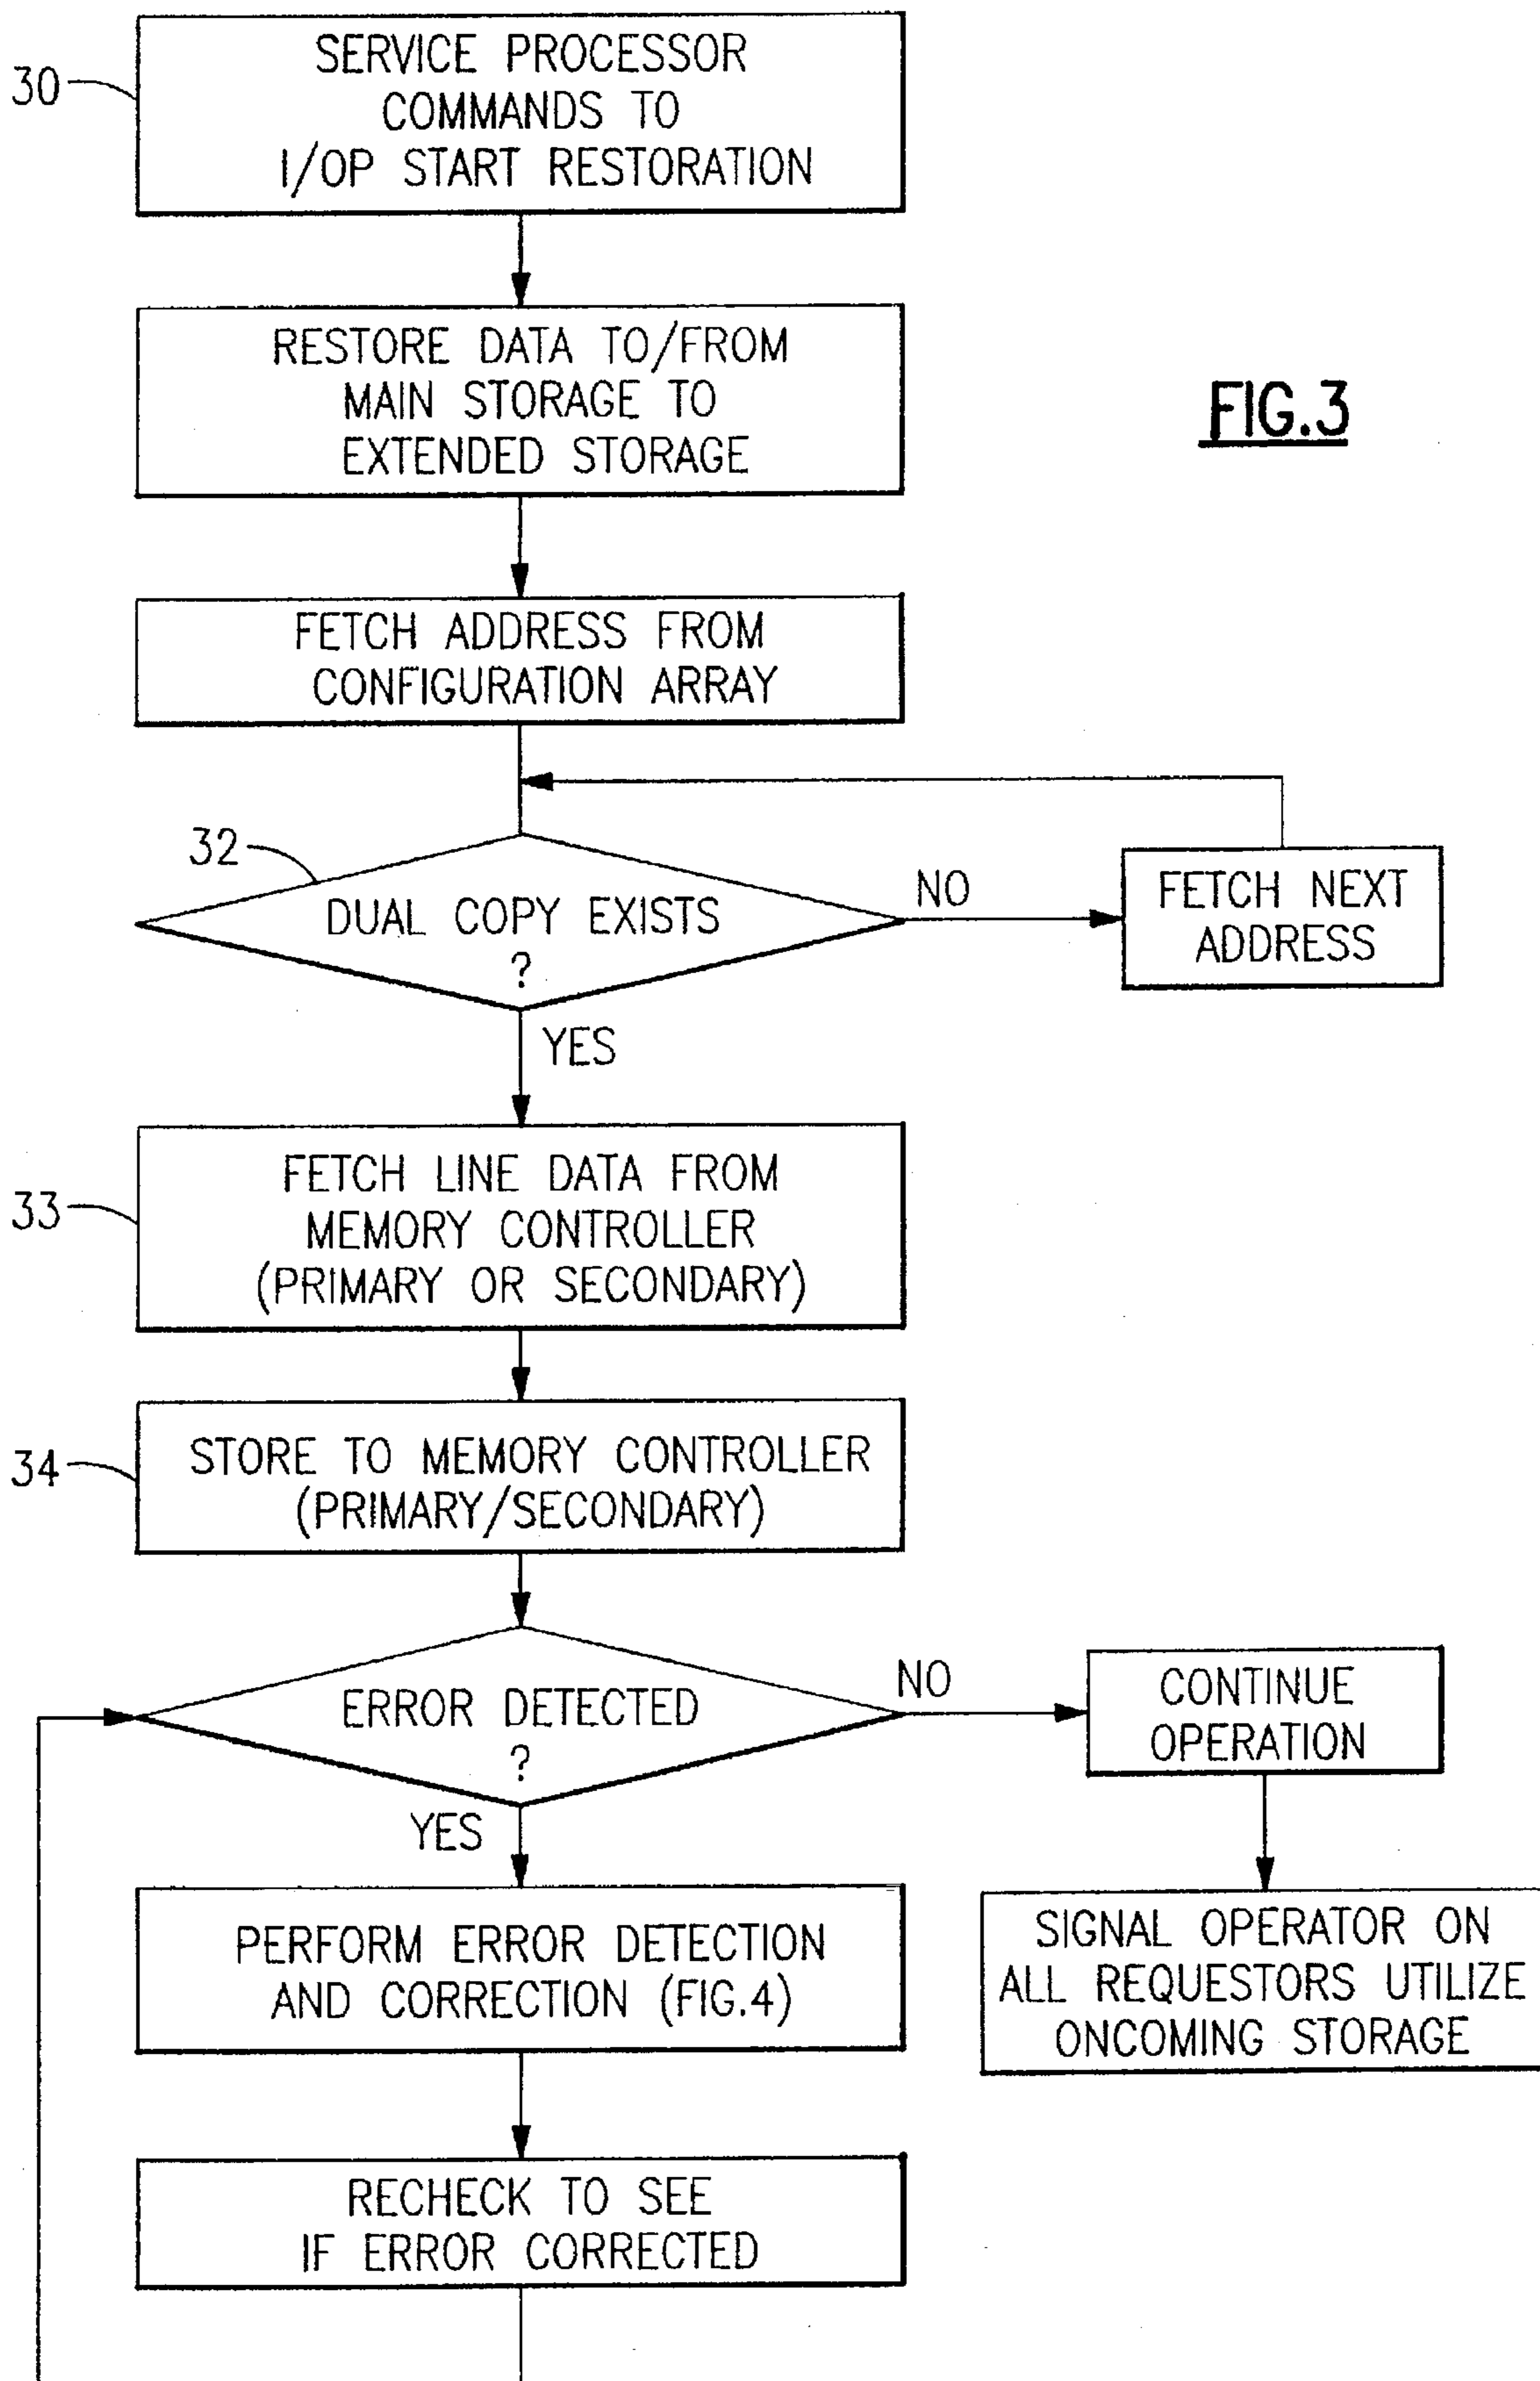 30
SERVICE PROCESSOR
COMMANDS TO
I/OP START RESTORATION
RESTORE DATA TO/FROM
MAIN STORAGE TO
EXTENDED STORAGE
FIG.3
FETCH ADDRESS FROM
CONFIGURATION ARRAY
32
DUAL COPY EXISTS
?
NO
FETCH NEXT
ADDRESS
YES
33
FETCH LINE DATA FROM
MEMORY CONTROLLER
(PRIMARY OR SECONDARY)
34
STORE TO MEMORY CONTROLLER
(PRIMARY/SECONDARY)
ERROR DETECTED
?
NO
CONTINUE
OPERATION
YES
SIGNAL OPERATOR ON
ALL REQUESTORS UTILIZE
ONCOMING STORAGE
PERFORM ERROR DETECTION
AND CORRECTION (FIG.4)
RECHECK TO SEE
IF ERROR CORRECTED